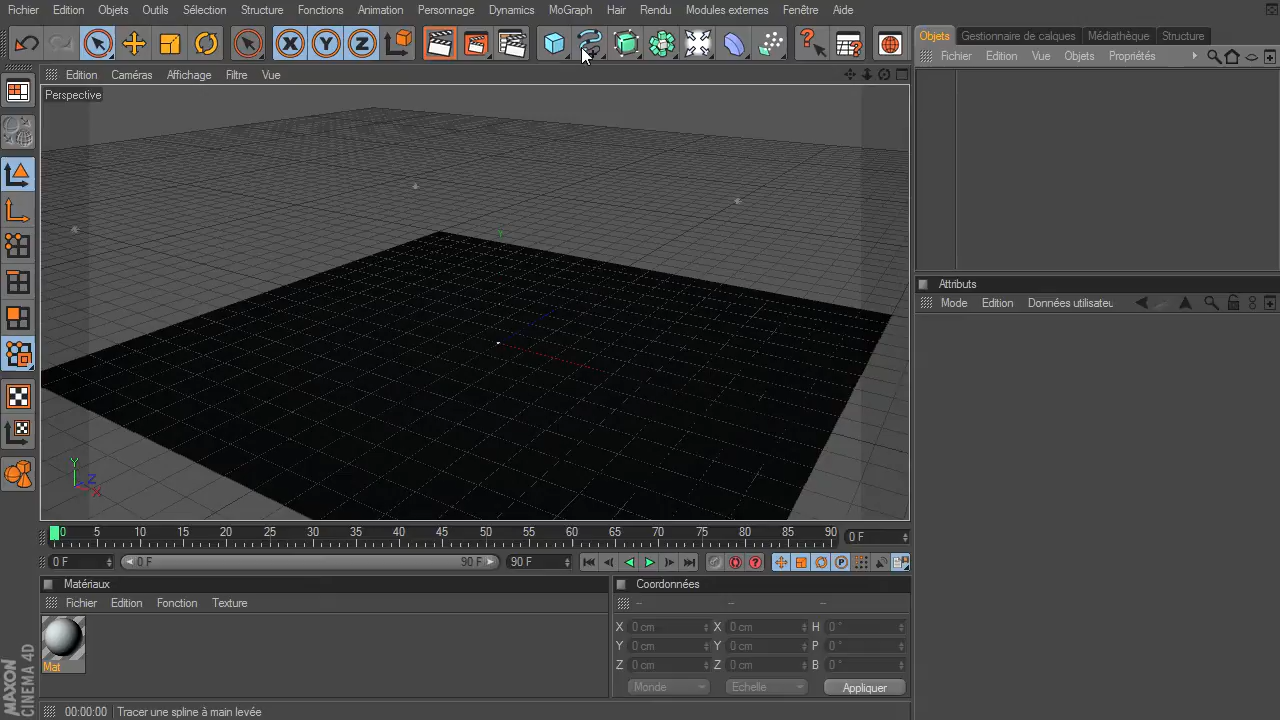 Fichier Edition Objets Outils Sélection Structure Fonctions Animation Personnage Dynamics MoGraph Hair Rendu Modules externes Fenêtre Aide
Objets Gestionnaire de calques Médiathèque Structure
Fichier Edition Vue Objets Propriétés
Edition Caméras Affichage Filtre Vue
Perspective
Y
Y
Z
X
Attributs
Mode Edition Données utilisateu
0 5 10 15 20 25 30 35 40 45 50 55 60 65 70 75 80 85 90 0 F
0 F 0 F 90 F 90 F
Matériaux
Fichier Edition Fonction Texture
Mat
Coordonnées
-- -- --
X 0 cm X 0 cm H 0 °
Y 0 cm Y 0 cm P 0 °
Z 0 cm Z 0 cm B 0 °
Monde Echelle Appliquer
MAXON
CINEMA 4D
00:00:00 Tracer une spline à main levée